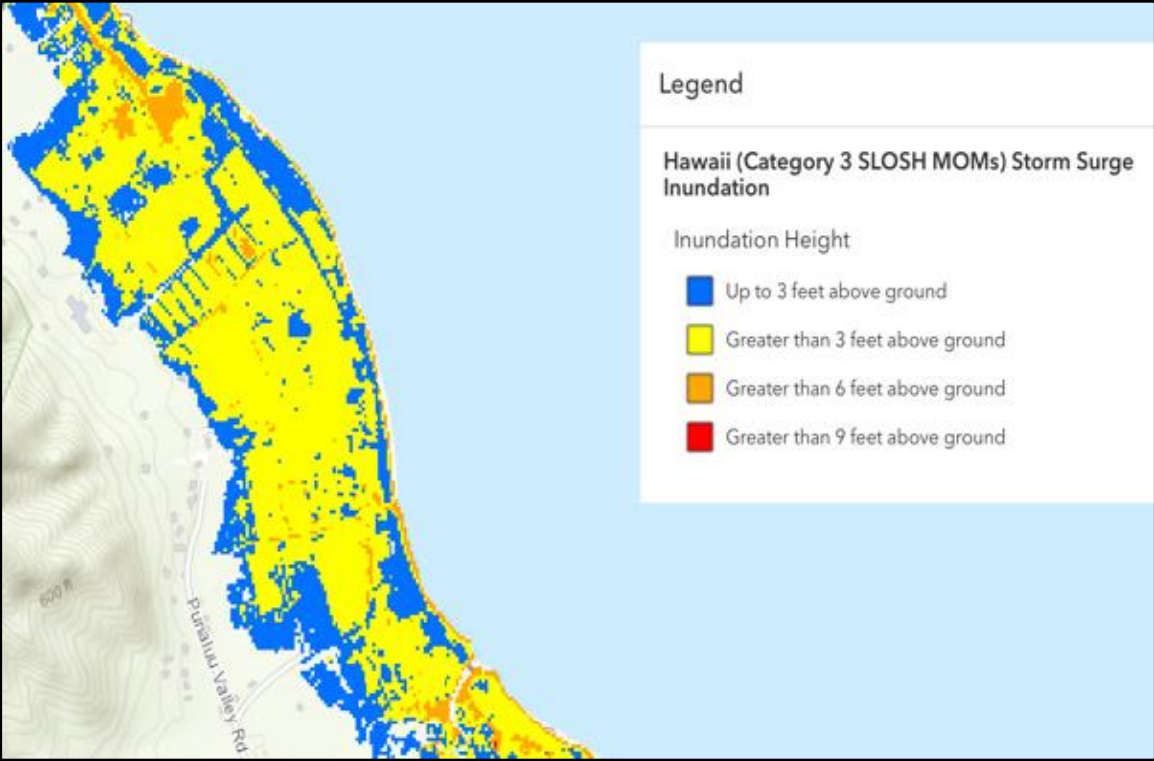 Legend
Hawaii (Category 3 SLOSH MOMs) Storm Surge
Inundation
Inundation Height
Up to 3 feet above ground
Greater than 3 feet above ground
Greater than 6 feet above ground
Greater than 9 feet above ground
600 ft
Punaluu Valley Rd